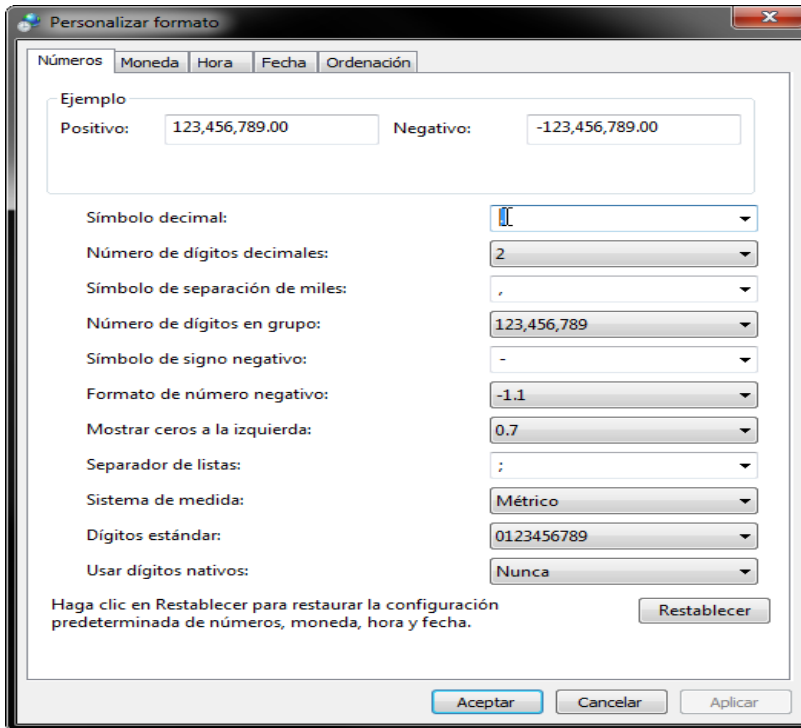 Personalizar formato
Números Moneda Hora Fecha Ordenación
Ejemplo
Positivo: 123,456,789.00 Negativo: -123,456,789.00
Símbolo decimal: .
Número de dígitos decimales: 2
Símbolo de separación de miles: ,
Número de dígitos en grupo: 123,456,789
Símbolo de signo negativo: -
Formato de número negativo: -1.1
Mostrar ceros a la izquierda: 0.7
Separador de listas: ;
Sistema de medida: Métrico
Dígitos estándar: 0123456789
Usar dígitos nativos: Nunca
Haga clic en Restablecer para restaurar la configuración
predeterminada de números, moneda, hora y fecha. Restablecer
Aceptar Cancelar Aplicar